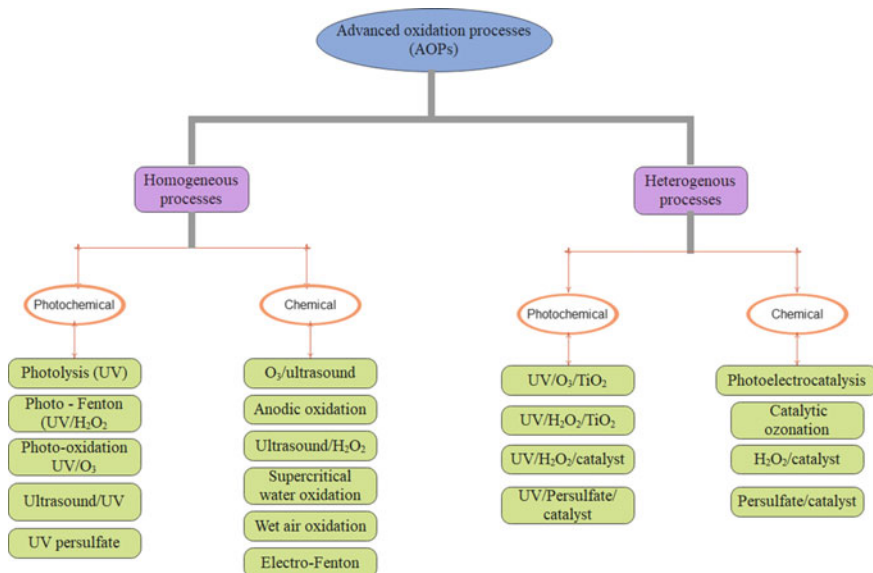 Advanced oxidation processes
(AOPs)
Homogeneous
processes
Heterogenous
processes
Photochemical
Chemical
Photochemical
Chemical
Photolysis (UV)
Photo - Fenton
(UV/H₂O₂
Photo-oxidation
UV/O₃
Ultrasound/UV
UV persulfate
O₃/ultrasound
Anodic oxidation
Ultrasound/H₂O₂
Supercritical
water oxidation
Wet air oxidation
Electro-Fenton
UV/O₃/TiO₂
UV/H₂O₂/TiO₂
UV/H₂O₂/catalyst
UV/Persulfate/
catalyst
Photoelectrocatalysis
Catalytic
ozonation
H₂O₂/catalyst
Persulfate/catalyst